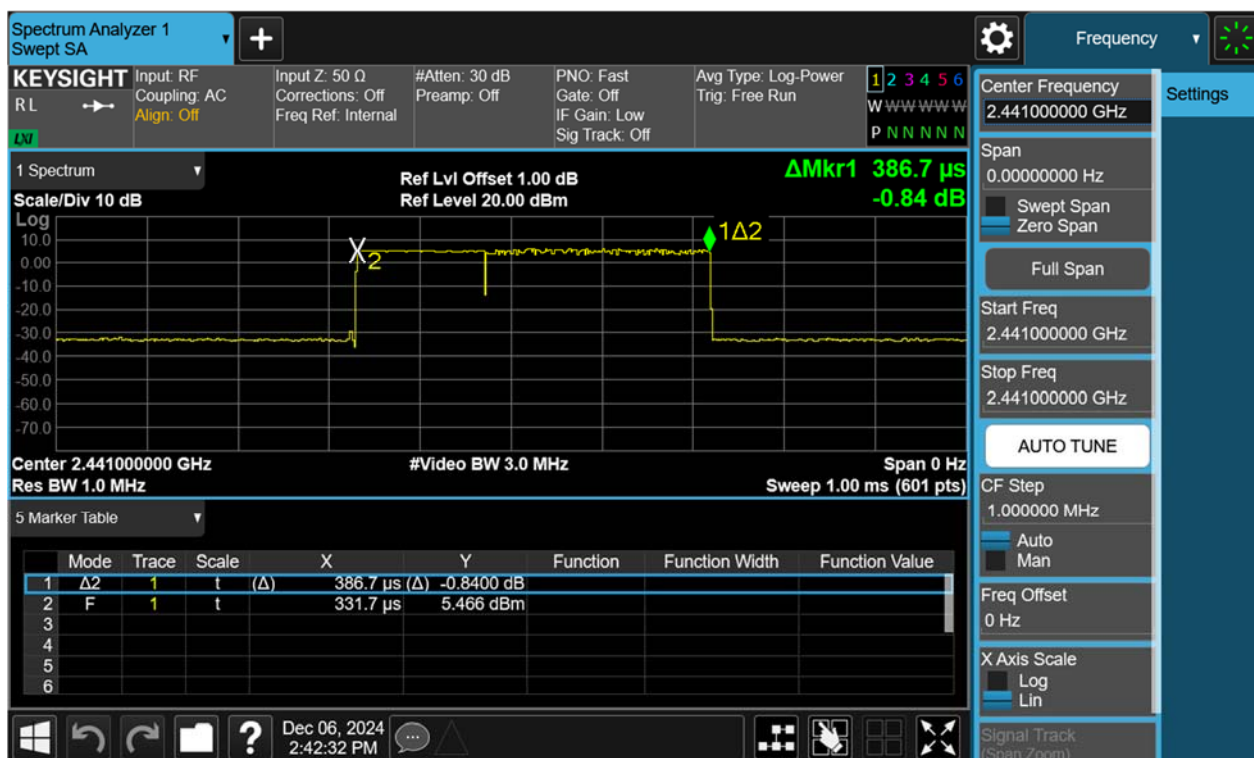 Spectrum Analyzer 1
Swept SA
Frequency
KEYSIGHT
RL
LXI
Input: RF
Coupling: AC
Align: Off
Input Z: 50 Ω
Corrections: Off
Freq Ref: Internal
#Atten: 30 dB
Preamp: Off
PNO: Fast
Gate: Off
IF Gain: Low
Sig Track: Off
Avg Type: Log-Power
Trig: Free Run
1 2 3 4 5 6
W W W W W W
P N N N N N
1 Spectrum
Scale/Div 10 dB
Ref Lvl Offset 1.00 dB
Ref Level 20.00 dBm
ΔMkr1 386.7 µs
-0.84 dB
Log
10.0
0.00
-10.0
-20.0
-30.0
-40.0
-50.0
-60.0
-70.0
X2
1Δ2
Center 2.441000000 GHz
#Video BW 3.0 MHz
Span 0 Hz
Res BW 1.0 MHz
Sweep 1.00 ms (601 pts)
5 Marker Table
Mode Trace Scale X Y Function Function Width Function Value
1 Δ2 1 t (Δ) 386.7 µs (Δ) -0.8400 dB
2 F 1 t 331.7 µs 5.466 dBm
3
4
5
6
Dec 06, 2024
2:42:32 PM
Center Frequency
2.441000000 GHz
Settings
Span
0.00000000 Hz
Swept Span
Zero Span
Full Span
Start Freq
2.441000000 GHz
Stop Freq
2.441000000 GHz
AUTO TUNE
CF Step
1.000000 MHz
Auto
Man
Freq Offset
0 Hz
X Axis Scale
Log
Lin
Signal Track
(Span Zoom)